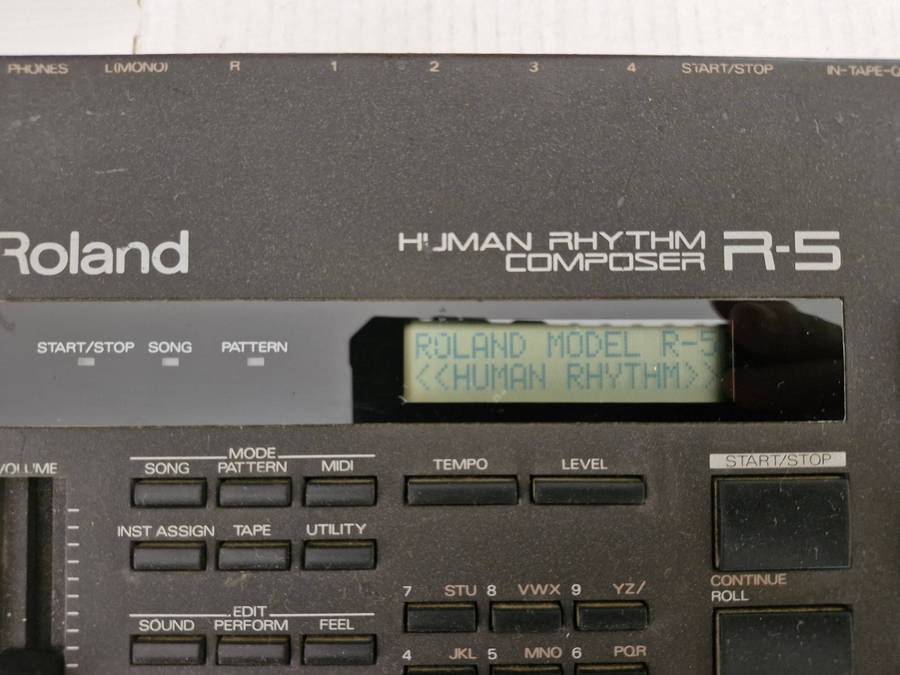 PHONES L(MONO) R 1 2 3 4 START/STOP IN-TAPE-O
Roland
HUMAN RHYTHM
COMPOSER R-5
START/STOP SONG PATTERN
ROLAND MODEL R-5
<<HUMAN RHYTHM>>
VOLUME
MODE
SONG PATTERN MIDI
TEMPO LEVEL
START/STOP
INST ASSIGN TAPE UTILITY
CONTINUE
ROLL
7 STU 8 VWX 9 YZ/
EDIT
SOUND PERFORM FEEL
4 JKL 5 MNO 6 PQR